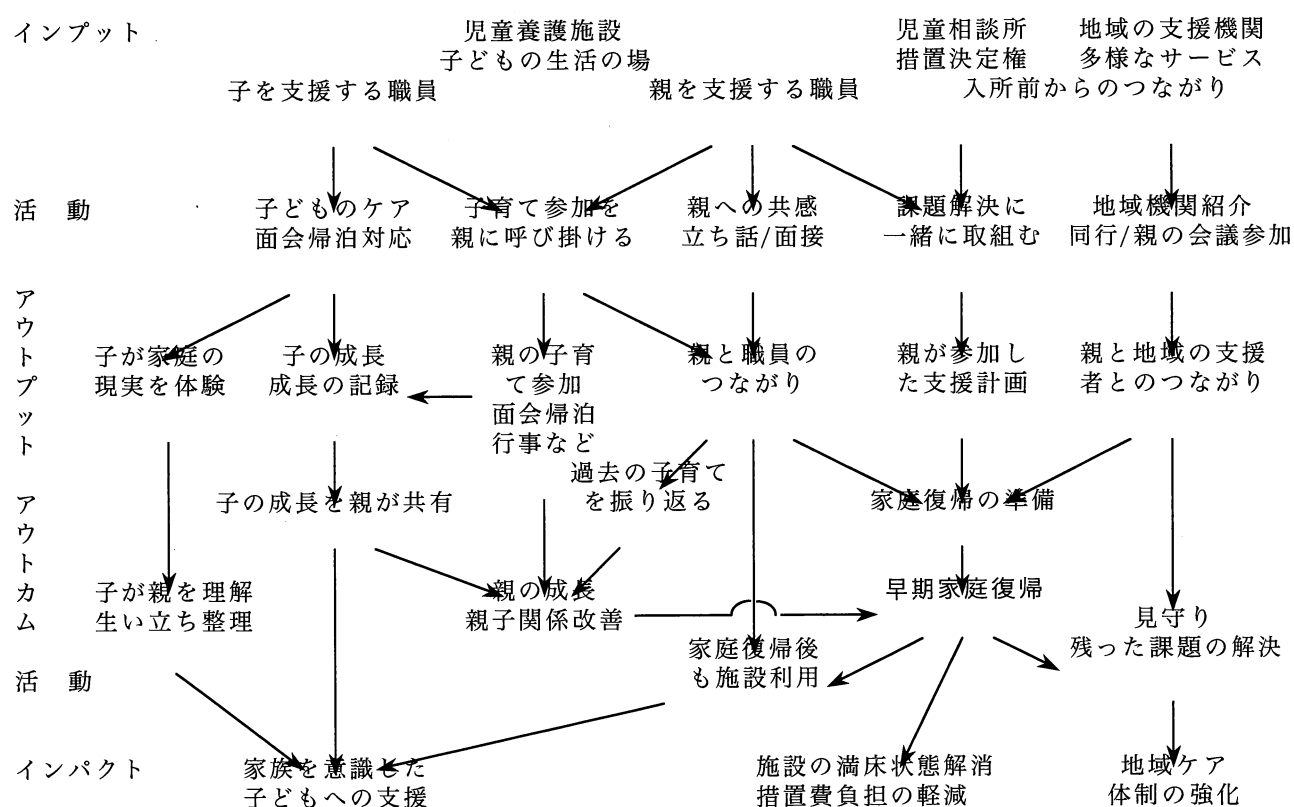 インプット
児童養護施設
子どもの生活の場
児童相談所
措置決定権
地域の支援機関
多様なサービス
子を支援する職員
親を支援する職員
入所前からのつながり
活 動
子どものケア
面会帰泊対応
子育て参加を
親に呼び掛ける
親への共感
立ち話/面接
課題解決に
一緒に取組む
地域機関紹介
同行/親の会議参加
アウトプット
子が家庭の
現実を体験
子の成長
成長の記録
親の子育
て参加
面会帰泊
行事など
親と職員の
つながり
親が参加し
た支援計画
親と地域の支援
者とのつながり
アウトカム
子の成長を親が共有
過去の子育て
を振り返る
家庭復帰の準備
子が親を理解
生い立ち整理
親の成長
親子関係改善
早期家庭復帰
見守り
残った課題の解決
活 動
家庭復帰後
も施設利用
インパクト
家族を意識した
子どもへの支援
施設の満床状態解消
措置費負担の軽減
地域ケア
体制の強化